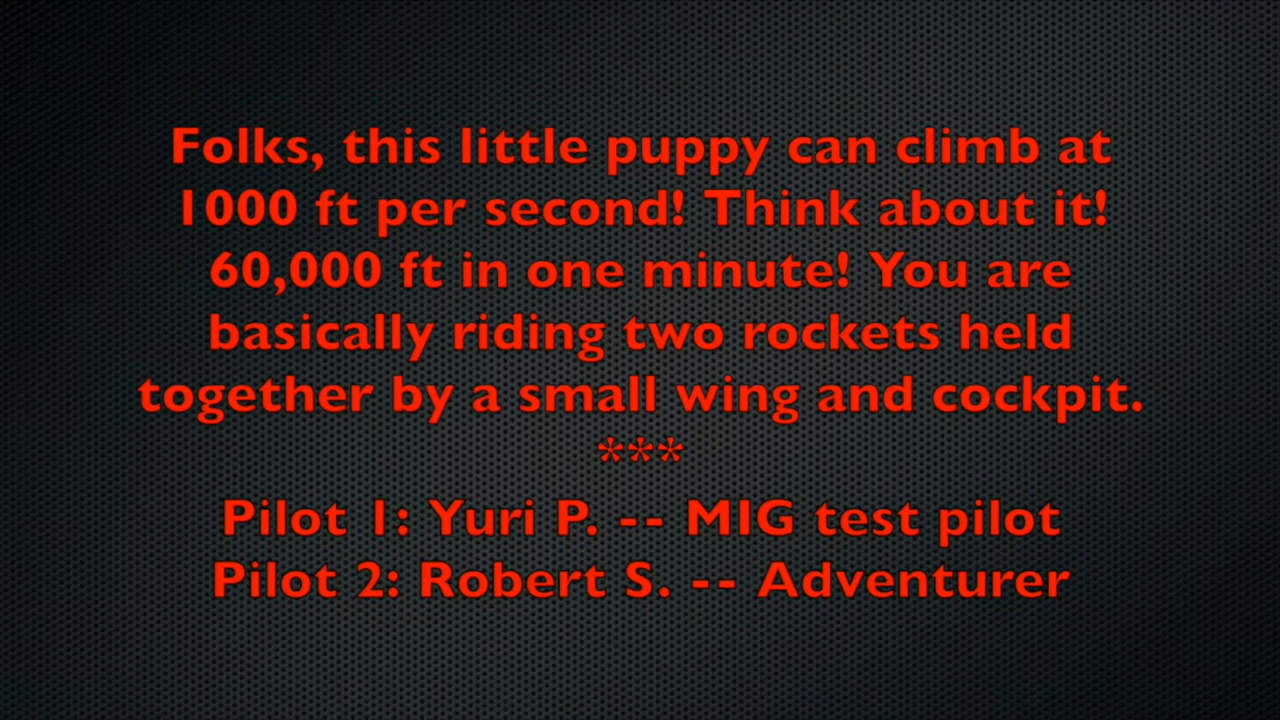 Folks, this little puppy can climb at
1000 ft per second! Think about it!
60,000 ft in one minute! You are
basically riding two rockets held
together by a small wing and cockpit.
***
Pilot 1: Yuri P. -- MIG test pilot
Pilot 2: Robert S. -- Adventurer